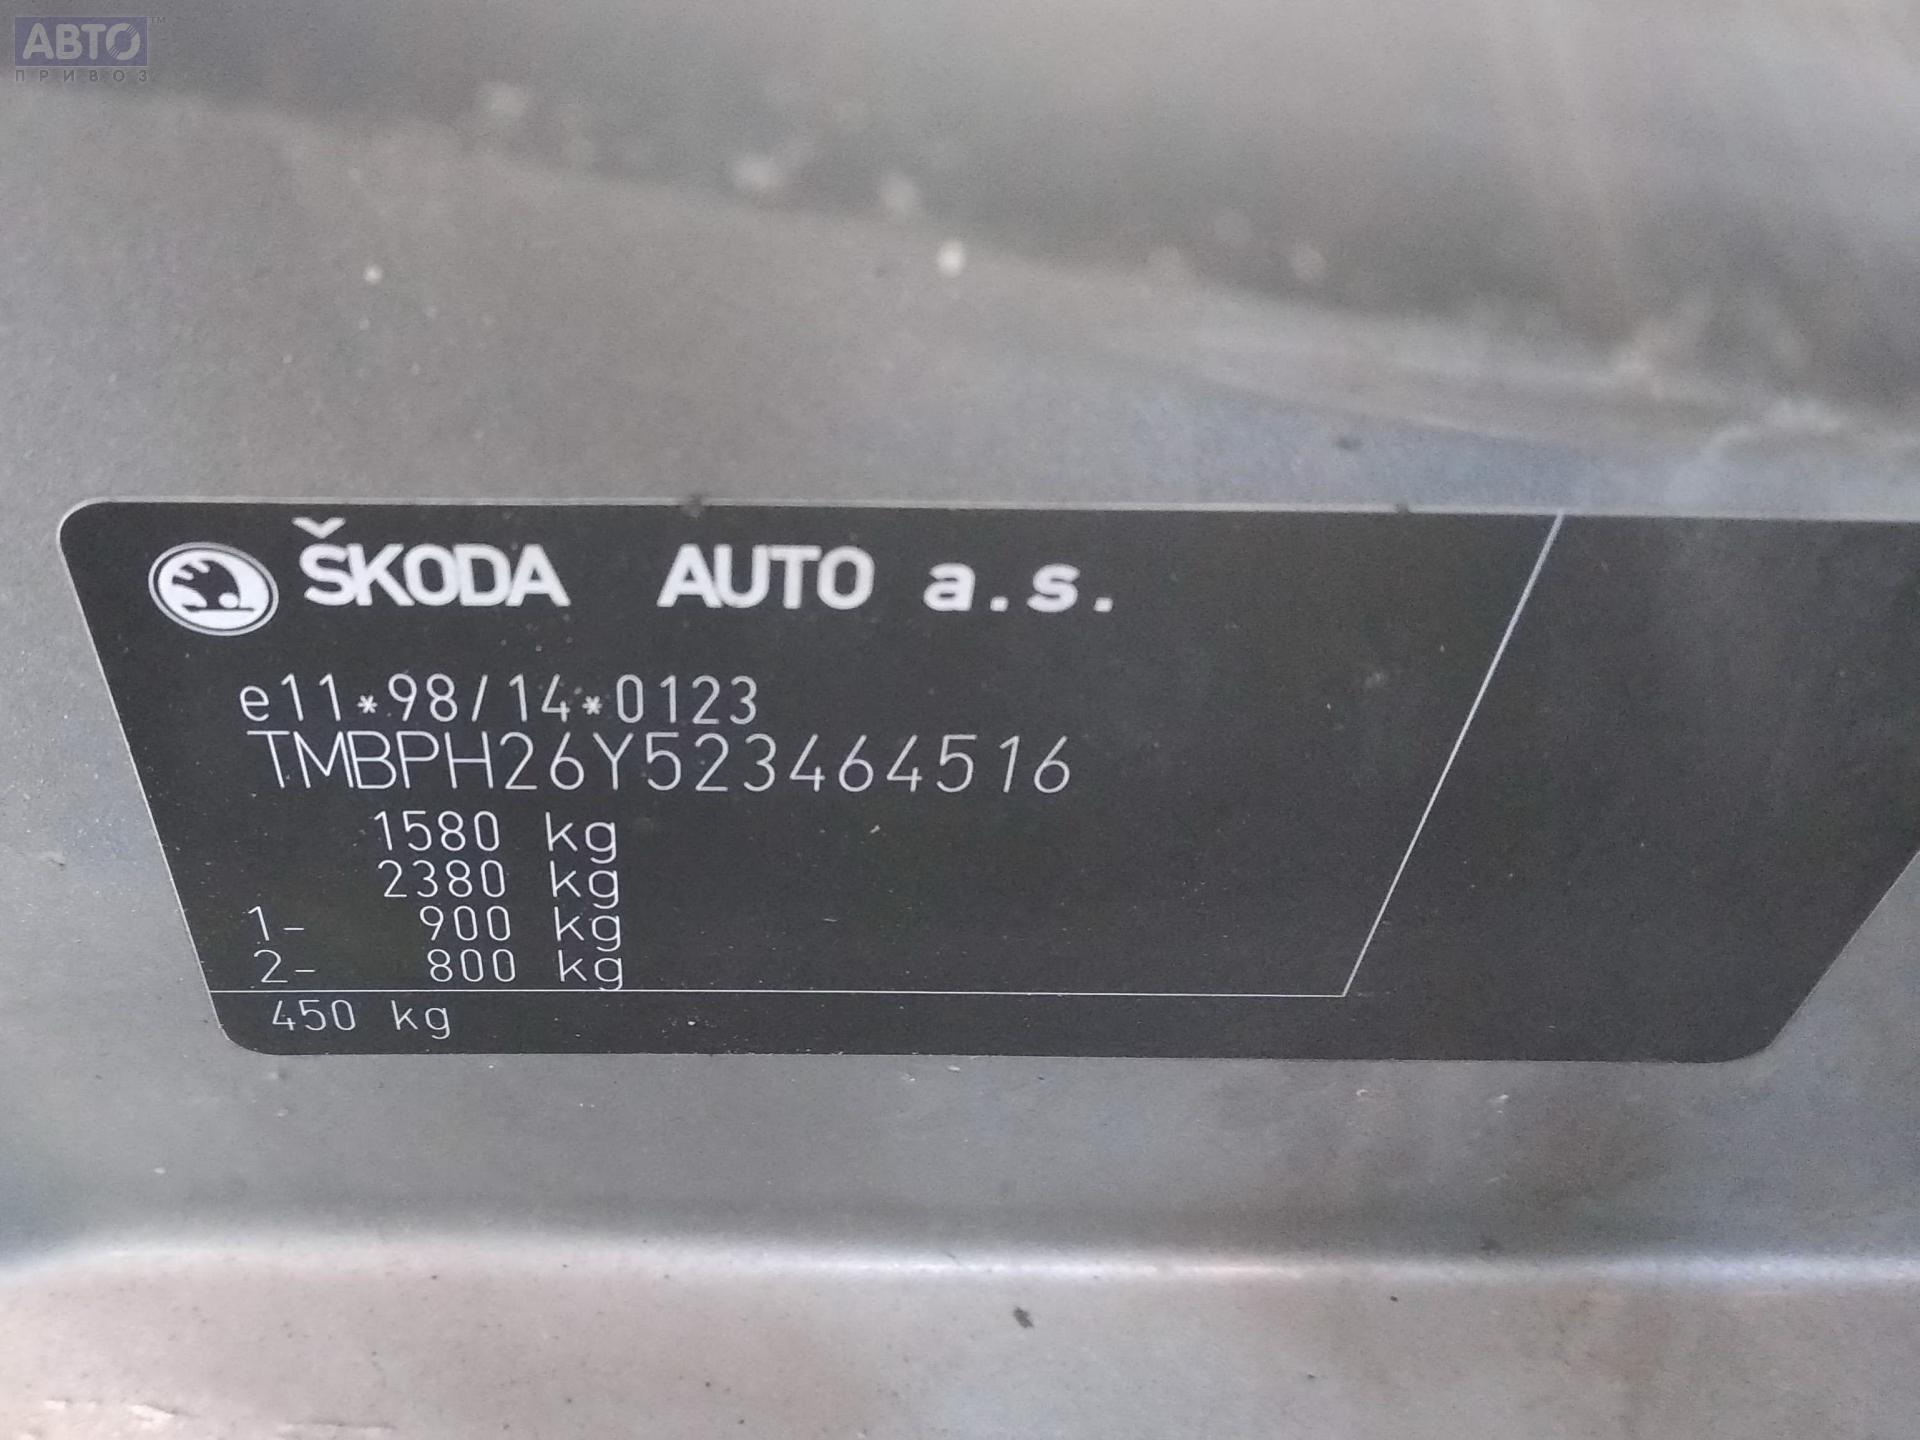 АВТО™
ПРИВОЗ
ŠKODA AUTO a.s.
e11*98/14*0123
TMBPH26Y523464516
1580 kg
2380 kg
1- 900 kg
2- 800 kg
450 kg